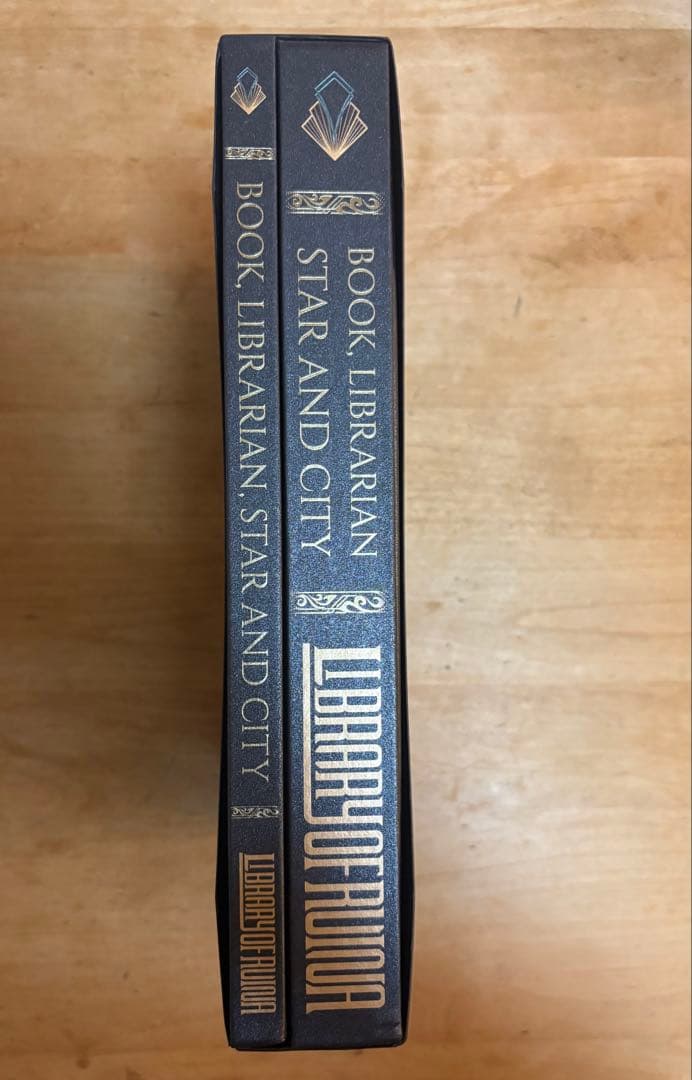 BOOK, LIBRARIAN, STAR AND CITY
LIBRARY OF RUINA
BOOK, LIBRARIAN
STAR AND CITY
LIBRARY OF RUINA